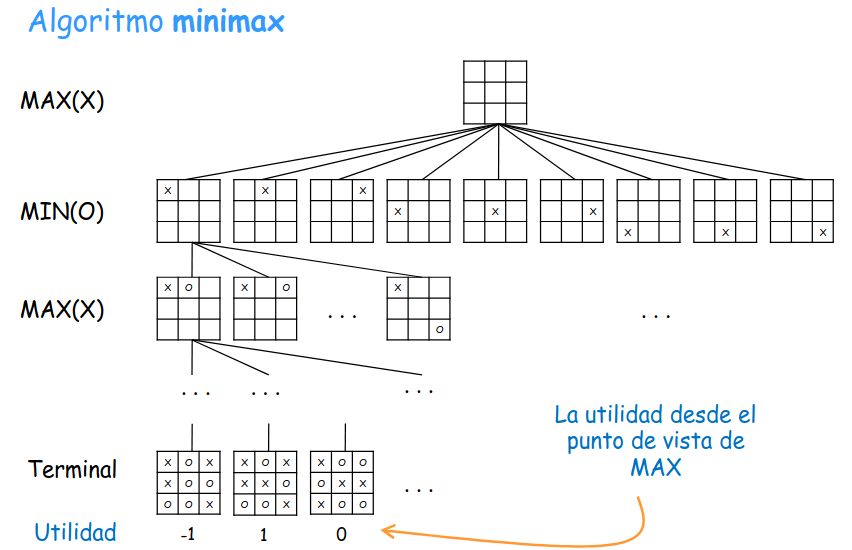 Algoritmo minimax
MAX(X)
MIN(O)
x x x
x x x
x x x
MAX(X)
x o x o x
. . . . . .
o
. . . . . . . . .
La utilidad desde el
punto de vista de
MAX
Terminal
x o x x o x x o o
x o o x x o o x x
o o x o o x x o o
. . .
Utilidad
-1 1 0